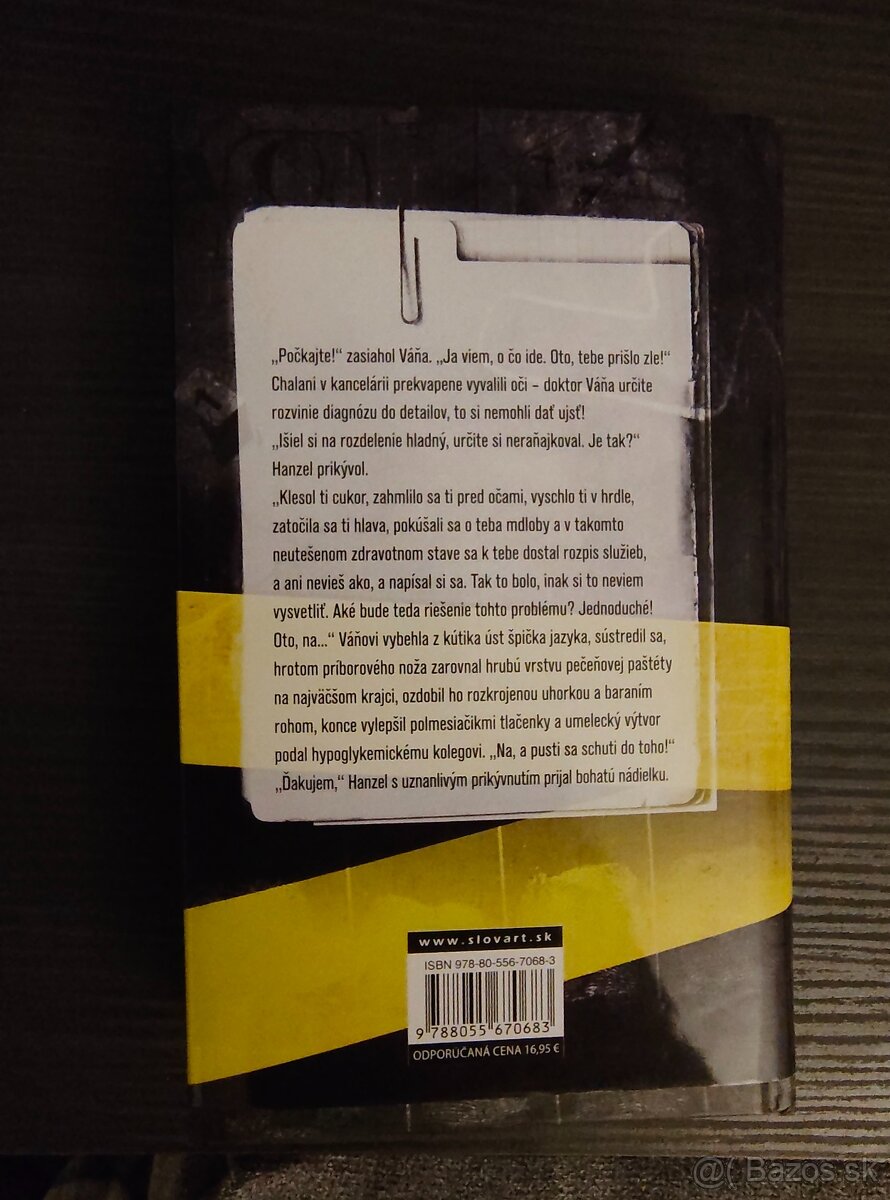 „Počkajte!“ zasiahol Váňa. „Ja viem, o čo ide. Oto, tebe prišlo zle!“
Chalani v kancelárii prekvapene vyvalili oči – doktor Váňa určite
rozvinie diagnózu do detailov, to si nemohli dať ujsť!
„Išiel si na rozdelenie hladný, určite si neraňajkoval. Je tak?“
Hanzel prikývol.
„Klesol ti cukor, zahmlilo sa ti pred očami, vyschlo ti v hrdle,
zatočila sa ti hlava, pokúšali sa o teba mdloby a v takomto
neutešenom zdravotnom stave sa k tebe dostal rozpis služieb,
a ani nevieš ako, a napísal si sa. Tak to bolo, inak si to neviem
vysvetliť. Aké bude teda riešenie tohto problému? Jednoduché!
Oto, na...“ Váňovi vybehla z kútika úst špička jazyka, sústredil sa,
hrotom príborového noža zarovnal hrubú vrstvu pečeňovej paštéty
na najväčšom krajci, ozdobil ho rozkrojenou uhorkou a baraním
rohom, konce vylepšil polmesiačikmi tlačenky a umelecký výtvor
podal hypoglykemickému kolegovi. „Na, a pusti sa schuti do toho!“
„Ďakujem,“ Hanzel s uznanlivým prikývnutím prijal bohatú nádielku.
www.slovart.sk
ISBN 978-80-556-7068-3
9 788055 670683
ODPORUČANÁ CENA 16,95 €
@( Bazos.sk